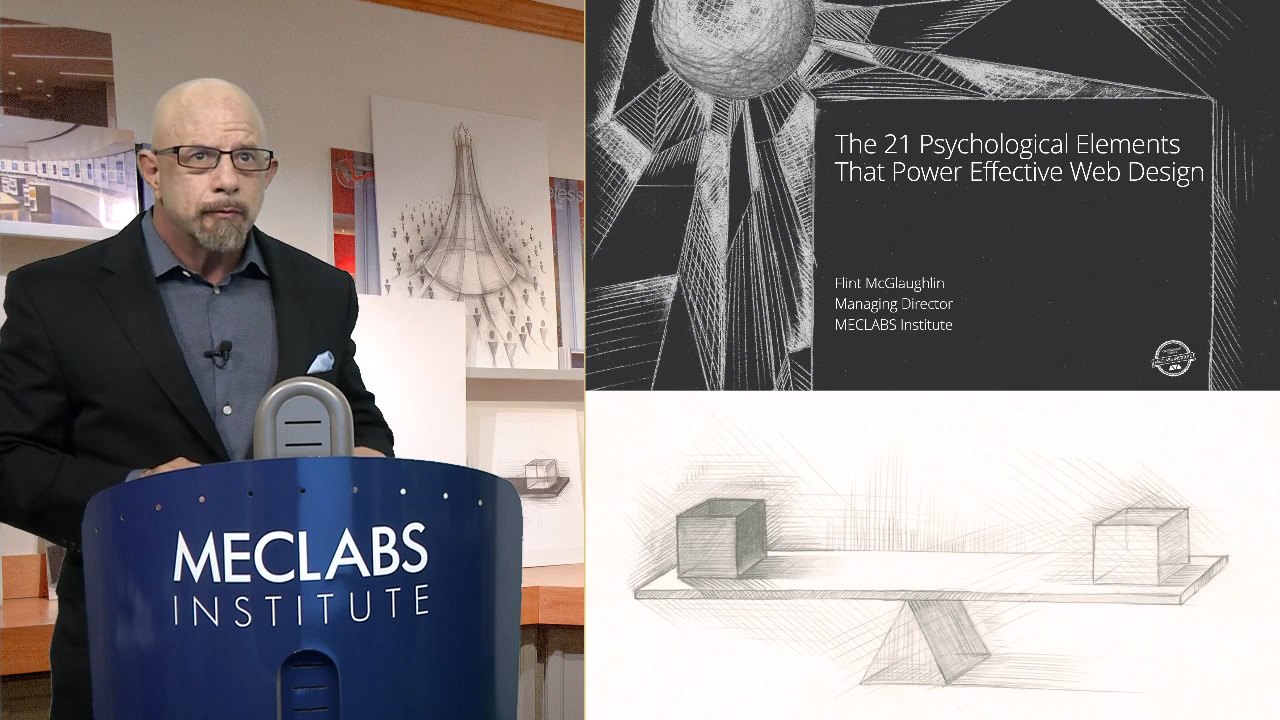 MECLABS
INSTITUTE
The 21 Psychological Elements
That Power Effective Web Design
Flint McGlaughlin
Managing Director
MECLABS Institute